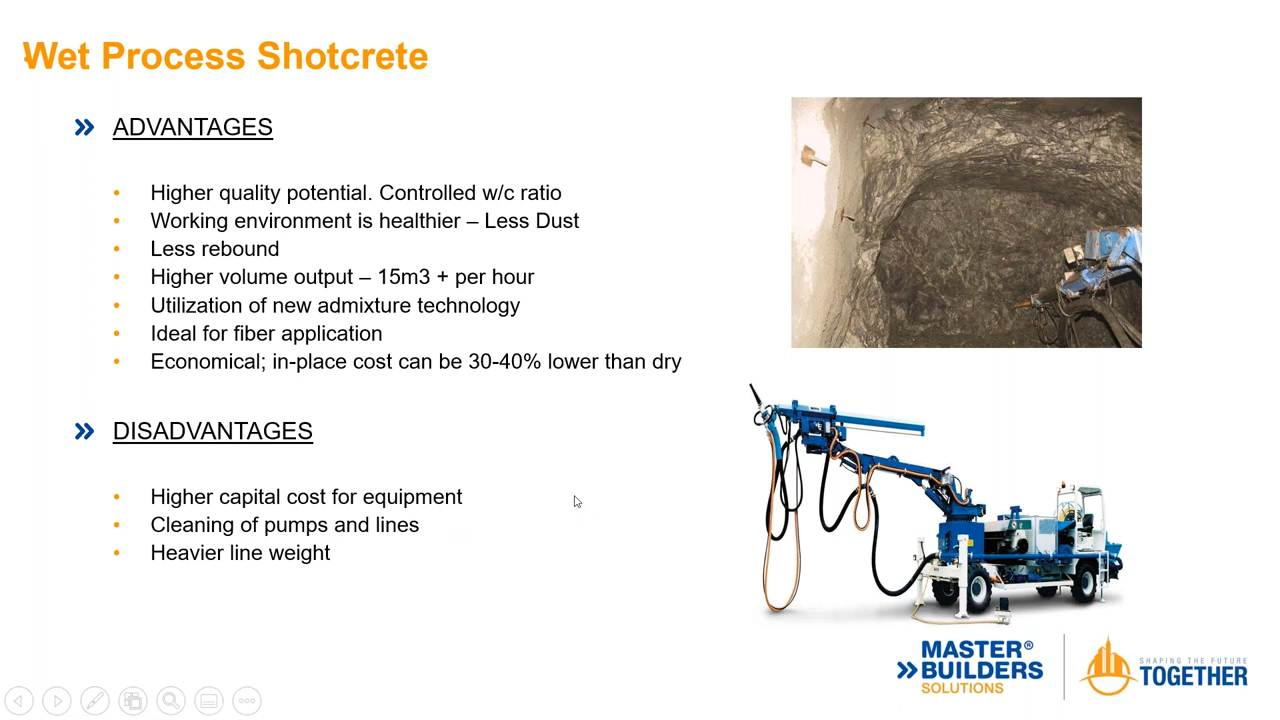 Wet Process Shotcrete
ADVANTAGES
Higher quality potential. Controlled w/c ratio
Working environment is healthier – Less Dust
Less rebound
Higher volume output – 15m3 + per hour
Utilization of new admixture technology
Ideal for fiber application
Economical; in-place cost can be 30-40% lower than dry
DISADVANTAGES
Higher capital cost for equipment
Cleaning of pumps and lines
Heavier line weight
MASTER®
BUILDERS
SOLUTIONS
SHAPING THE FUTURE
TOGETHER